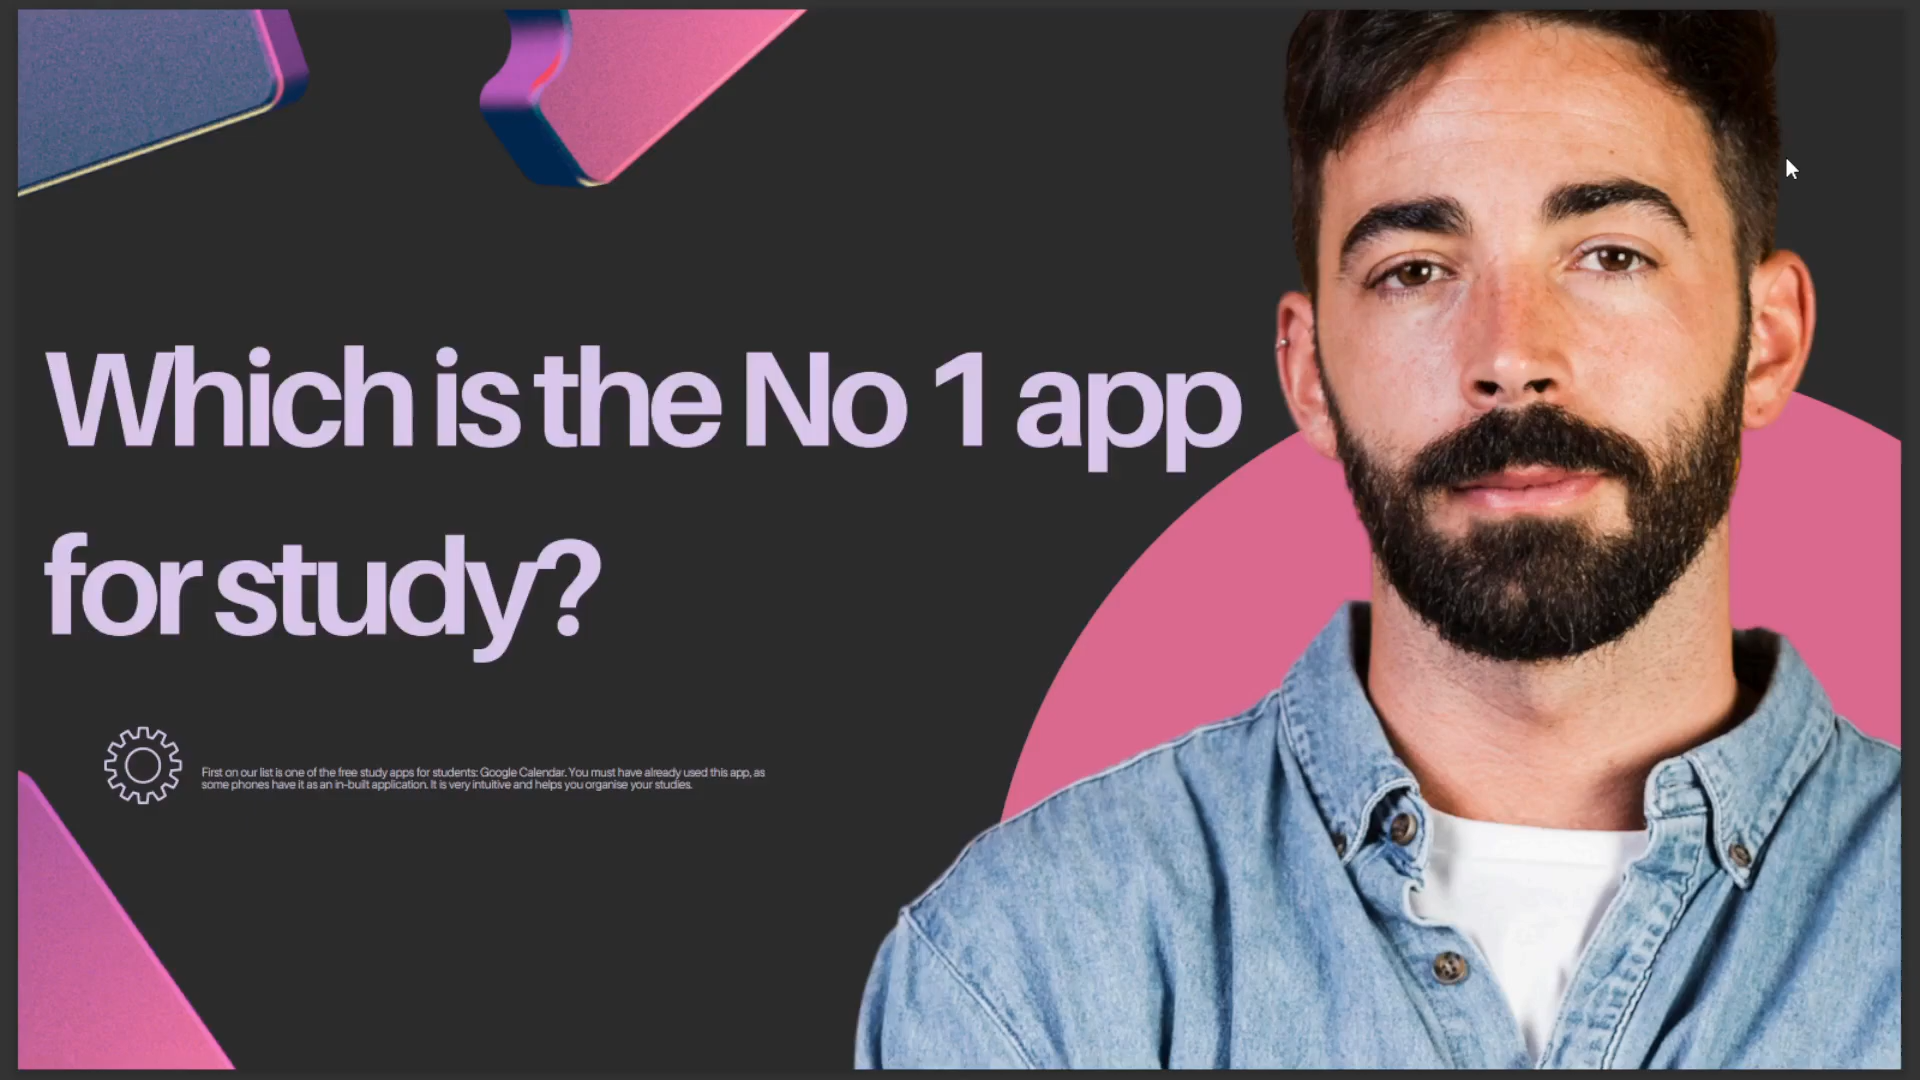 Which is the No 1 app
for study?
First on our list is one of the free study apps for students: Google Calendar. You must have already used this app, as
some phones have it as an in-built application. It is very intuitive and helps you organise your studies.